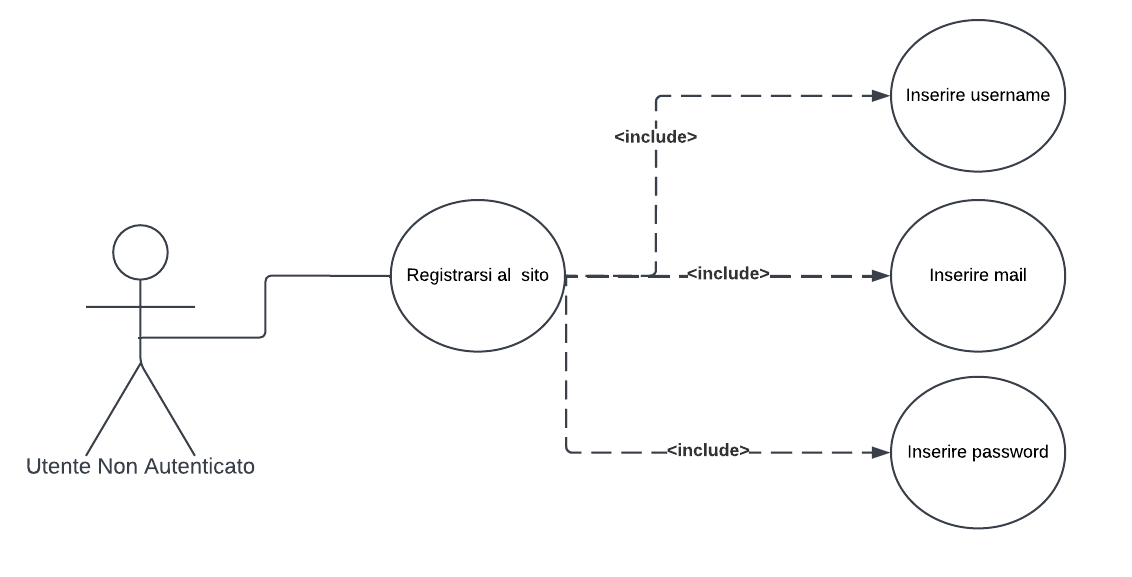 Inserire username
<include>
Registrarsi al  sito
<include>
Inserire mail
<include>
Inserire password
Utente Non Autenticato